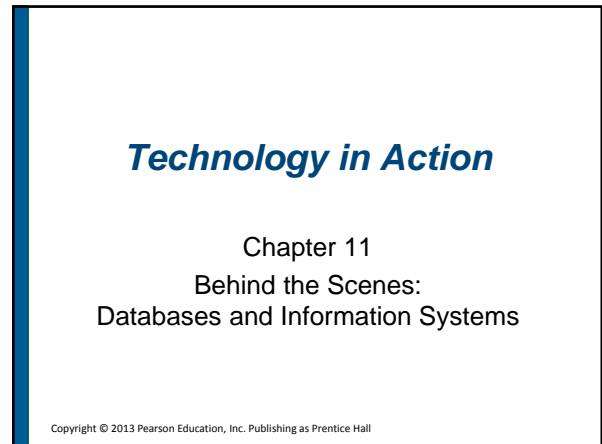 Technology in Action
Chapter 11
Behind the Scenes:
Databases and Information Systems
Copyright © 2013 Pearson Education, Inc. Publishing as Prentice Hall